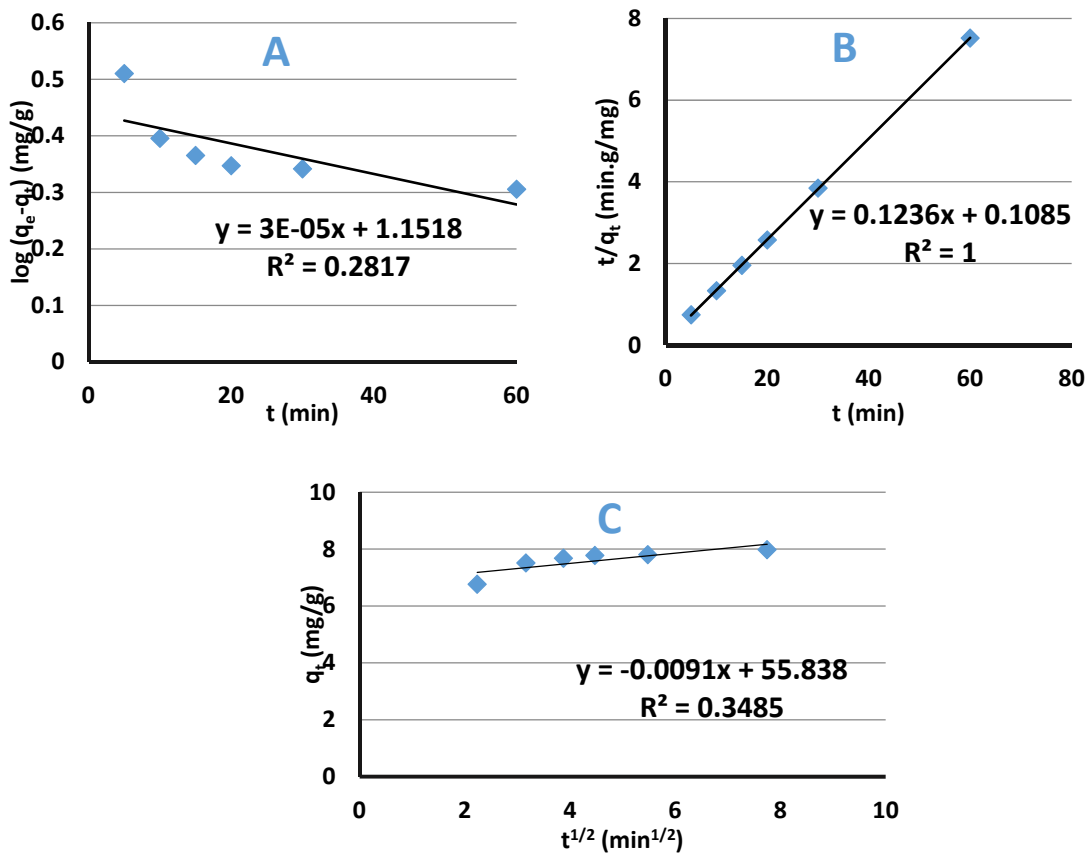 A
log (qₑ-qₜ) (mg/g)
0.6
0.5
0.4
0.3
0.2
0.1
0
y = 3E-05x + 1.1518
R² = 0.2817
0 20 40 60
t (min)
B
t/qₜ (min.g/mg)
8
6
4
2
0
y = 0.1236x + 0.1085
R² = 1
0 20 40 60 80
t (min)
C
qₜ (mg/g)
10
8
6
4
2
0
y = -0.0091x + 55.838
R² = 0.3485
0 2 4 6 8 10
t¹/² (min¹/²)